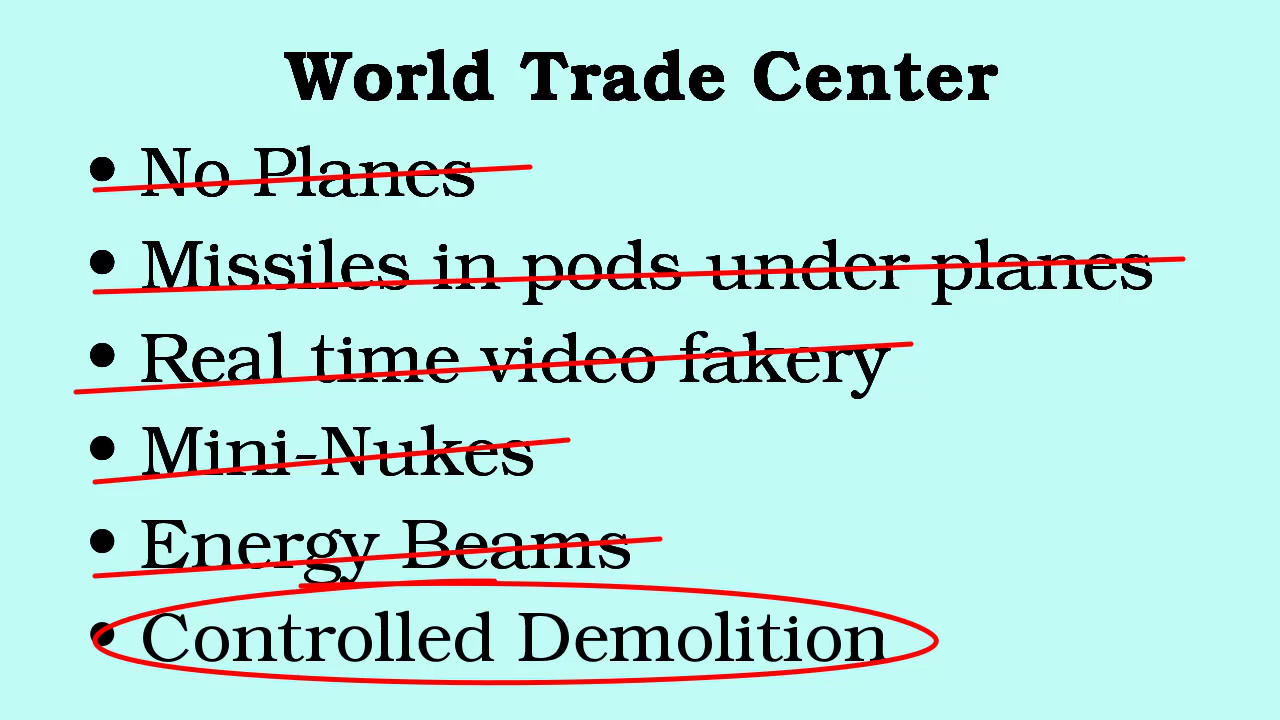 World Trade Center
• No Planes
• Missiles in pods under planes
• Real time video fakery
• Mini-Nukes
• Energy Beams
• Controlled Demolition